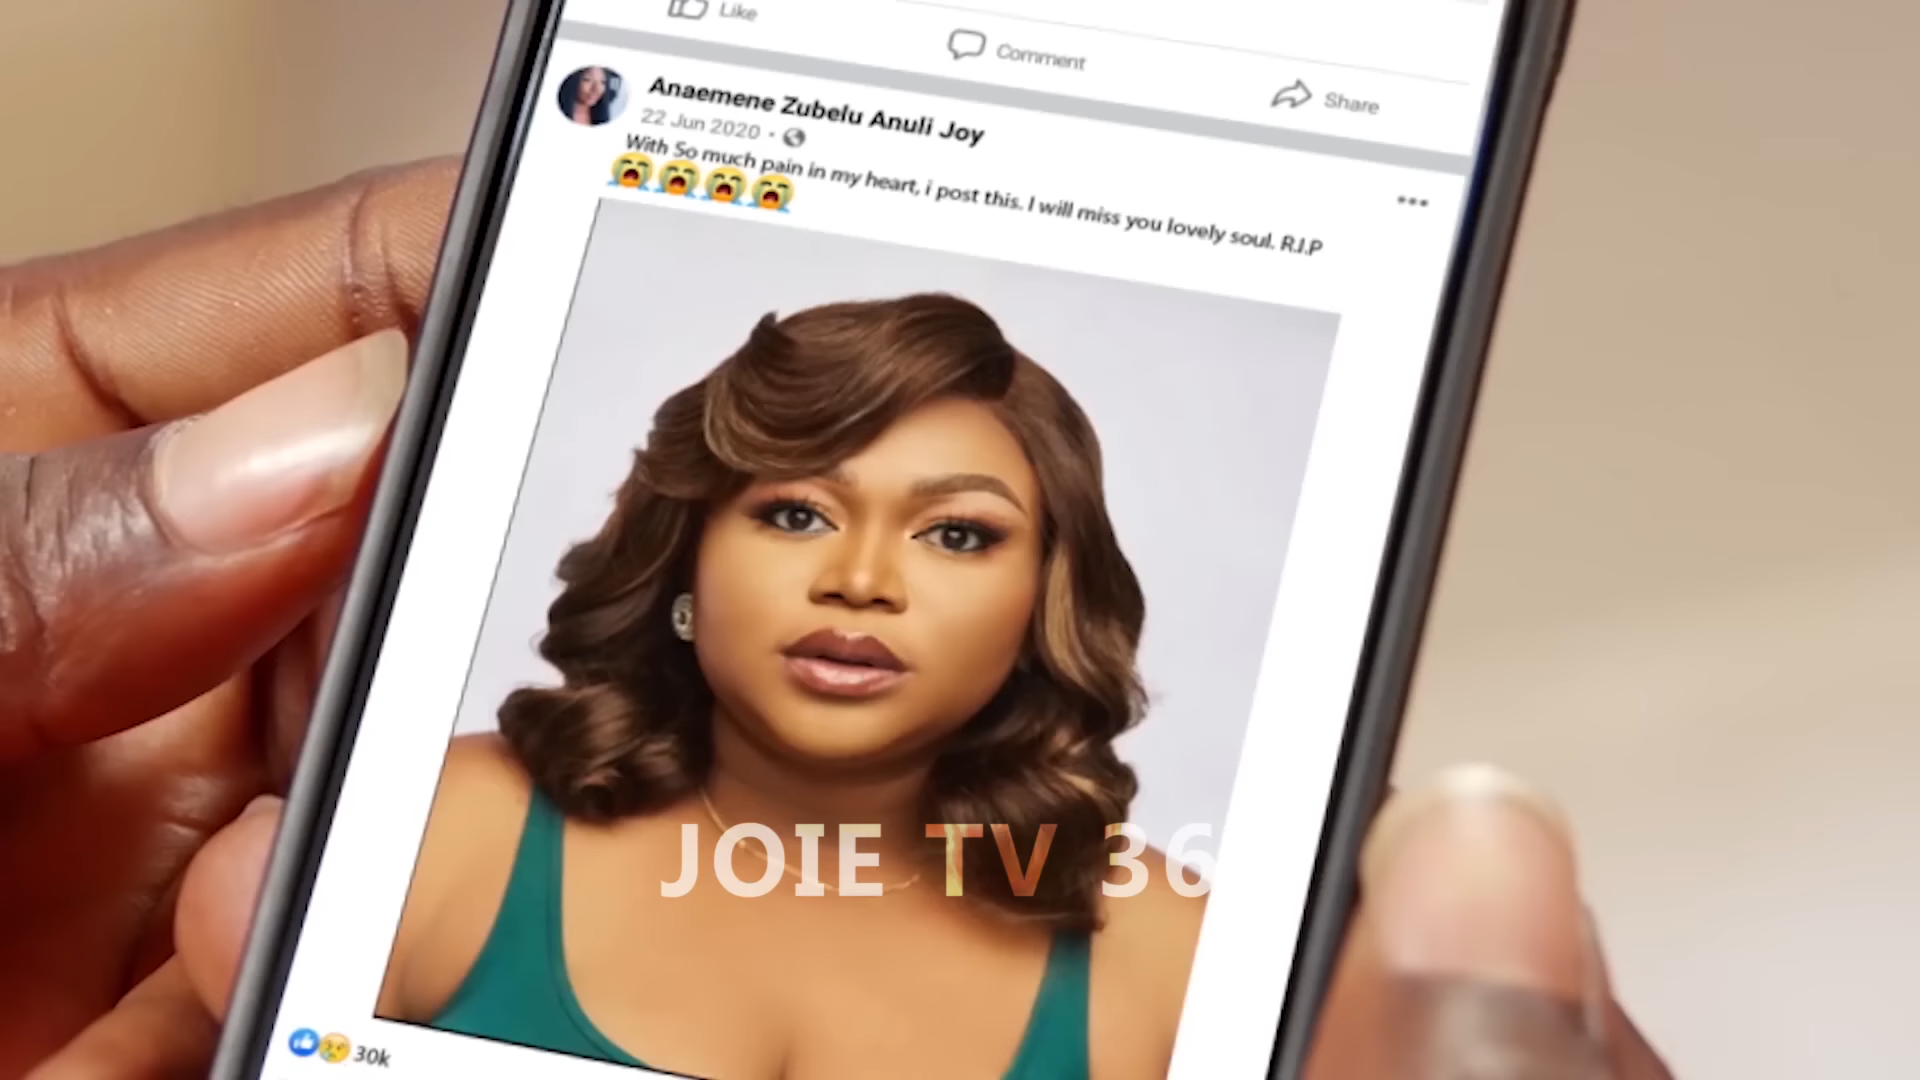 Like
Comment
Share
Anaemene Zubelu Anuli Joy
22 Jun 2020 •
With So much pain in my heart, i post this. I will miss you lovely soul. R.I.P
JOIE TV 36
30k